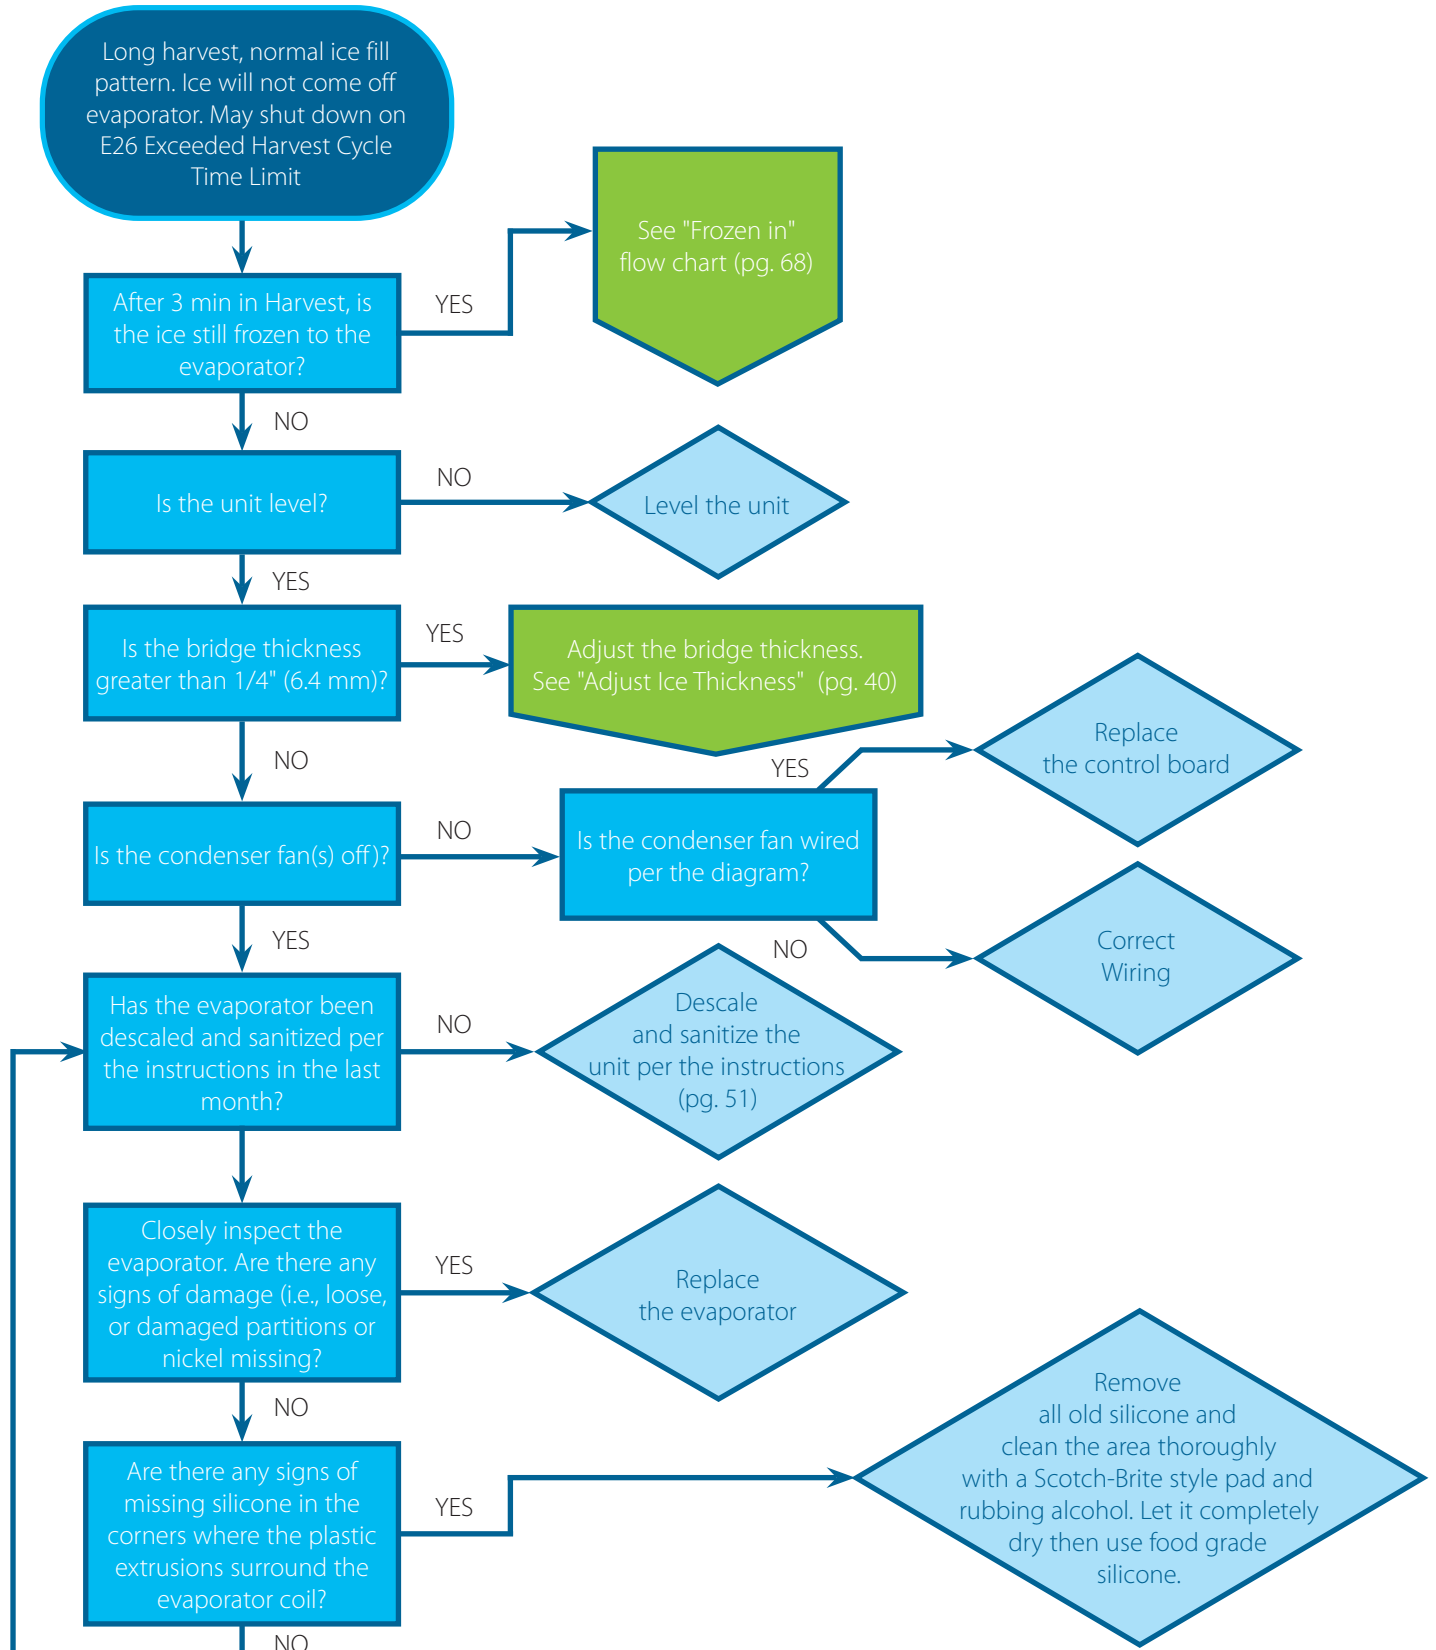 Long harvest, normal ice fill
pattern. Ice will not come off
evaporator. May shut down on
E26 Exceeded Harvest Cycle
Time Limit
See "Frozen in"
flow chart (pg. 68)
YES
After 3 min in Harvest, is
the ice still frozen to the
evaporator?
NO
Is the unit level?
NO
Level the unit
YES
Is the bridge thickness
greater than 1/4" (6.4 mm)?
YES
Adjust the bridge thickness.
See "Adjust Ice Thickness" (pg. 40)
NO
Is the condenser fan(s) off)?
NO
Is the condenser fan wired
per the diagram?
YES
Replace
the control board
NO
Correct
Wiring
YES
Has the evaporator been
descaled and sanitized per
the instructions in the last
month?
NO
Descale
and sanitize the
unit per the instructions
(pg. 51)
Closely inspect the
evaporator. Are there any
signs of damage (i.e., loose,
or damaged partitions or
nickel missing?
YES
Replace
the evaporator
NO
Are there any signs of
missing silicone in the
corners where the plastic
extrusions surround the
evaporator coil?
YES
Remove
all old silicone and
clean the area thoroughly
with a Scotch-Brite style pad and
rubbing alcohol. Let it completely
dry then use food grade
silicone.
NO